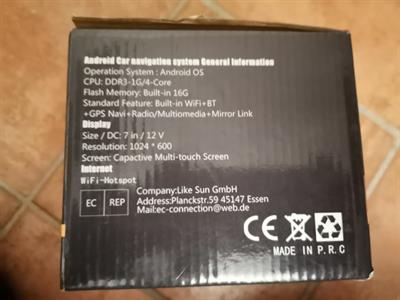 Android Car navigation system General Information
Operation System : Android OS
CPU: DDR3-1G/4-Core
Flash Memory: Built-in 16G
Standard Feature: Built-in WiFi+BT
+GPS Navi+Radio/Multimedia+Mirror Link
Display
Size / DC: 7 in / 12 V
Resolution: 1024 * 600
Screen: Capactive Multi-touch Screen
Internet
WiFi-Hotspot
EC REP
Company:Like Sun GmbH
Address:Planckstr.59 45147 Essen
Mail:ec-connection@web.de
CE
MADE IN P.R.C